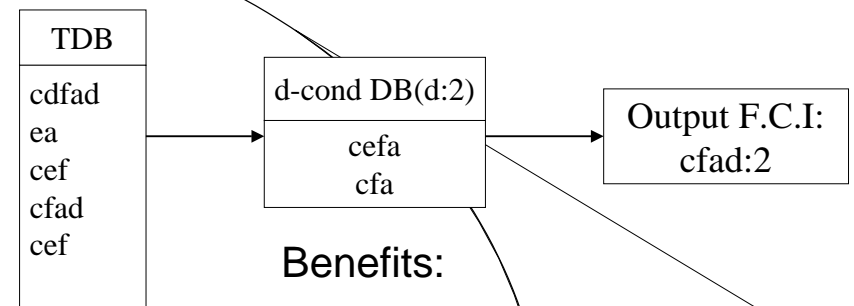 TDB
cdfad
ea
cef
cfad
cef
d-cond DB(d:2)
cefa
cfa
Output F.C.I:
cfad:2
Benefits: